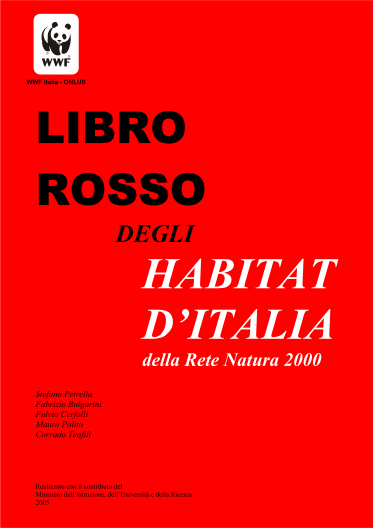 WWF
WWF Italia - ONLUS
LIBRO
ROSSO
DEGLI
HABITAT
D’ITALIA
della Rete Natura 2000
Stefano Petrella
Fabrizio Bulgarini
Fulvio Cerfolli
Mauro Polito
Corrado Teofili
Realizzato con il contributo del
Ministero dell'Istruzione, dell'Università e della Ricerca
2005